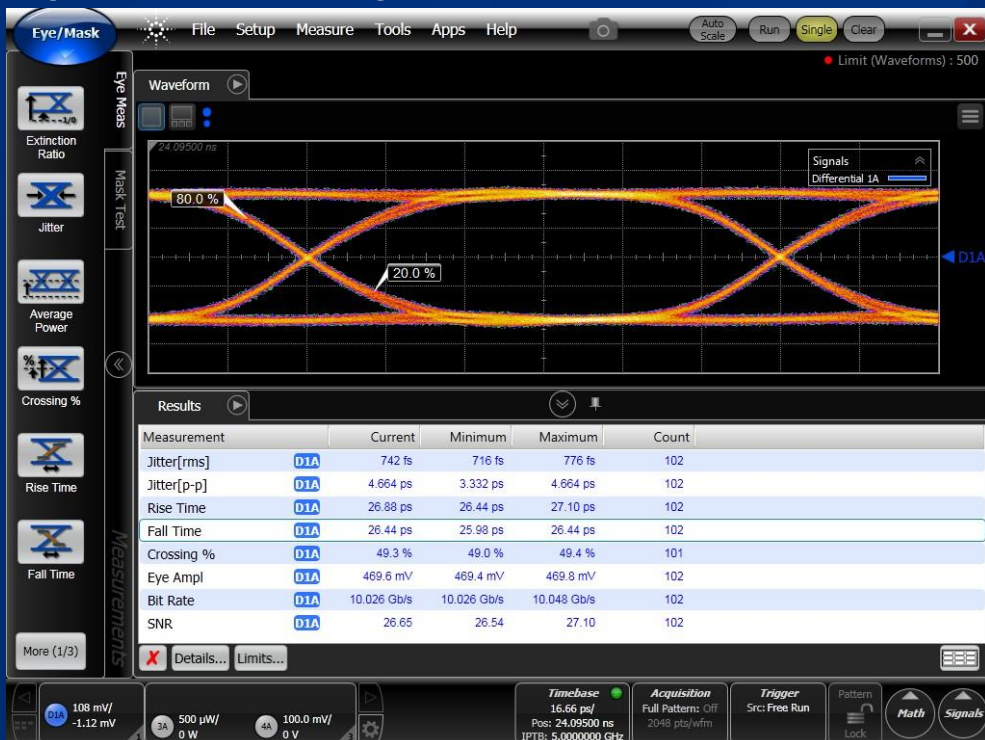 Eye/Mask
File Setup Measure Tools Apps Help
Auto Scale
Run
Single
Clear
Limit (Waveforms) : 500
Eye Meas
Mask Test
Waveform
Extinction
Ratio
Jitter
Average
Power
Crossing %
Rise Time
Fall Time
More (1/3)
Measurements
24.09500 ns
Signals
Differential 1A
80.0 %
20.0 %
D1A
Results
Measurement Current Minimum Maximum Count
Jitter[rms] D1A 742 fs 716 fs 776 fs 102
Jitter[p-p] D1A 4.664 ps 3.332 ps 4.664 ps 102
Rise Time D1A 26.88 ps 26.44 ps 27.10 ps 102
Fall Time D1A 26.44 ps 25.98 ps 26.44 ps 102
Crossing % D1A 49.3 % 49.0 % 49.4 % 101
Eye Ampl D1A 469.6 mV 469.4 mV 469.8 mV 102
Bit Rate D1A 10.026 Gb/s 10.026 Gb/s 10.048 Gb/s 102
SNR D1A 26.65 26.54 27.10 102
Details... Limits...
D1A 108 mV/
-1.12 mV
3A 500 µW/
0 W
4A 100.0 mV/
0 V
Timebase
16.66 ps/
Pos: 24.09500 ns
IPTB: 5.0000000 GHz
Acquisition
Full Pattern: Off
2048 pts/wfm
Trigger
Src: Free Run
Pattern
Lock
Math
Signals